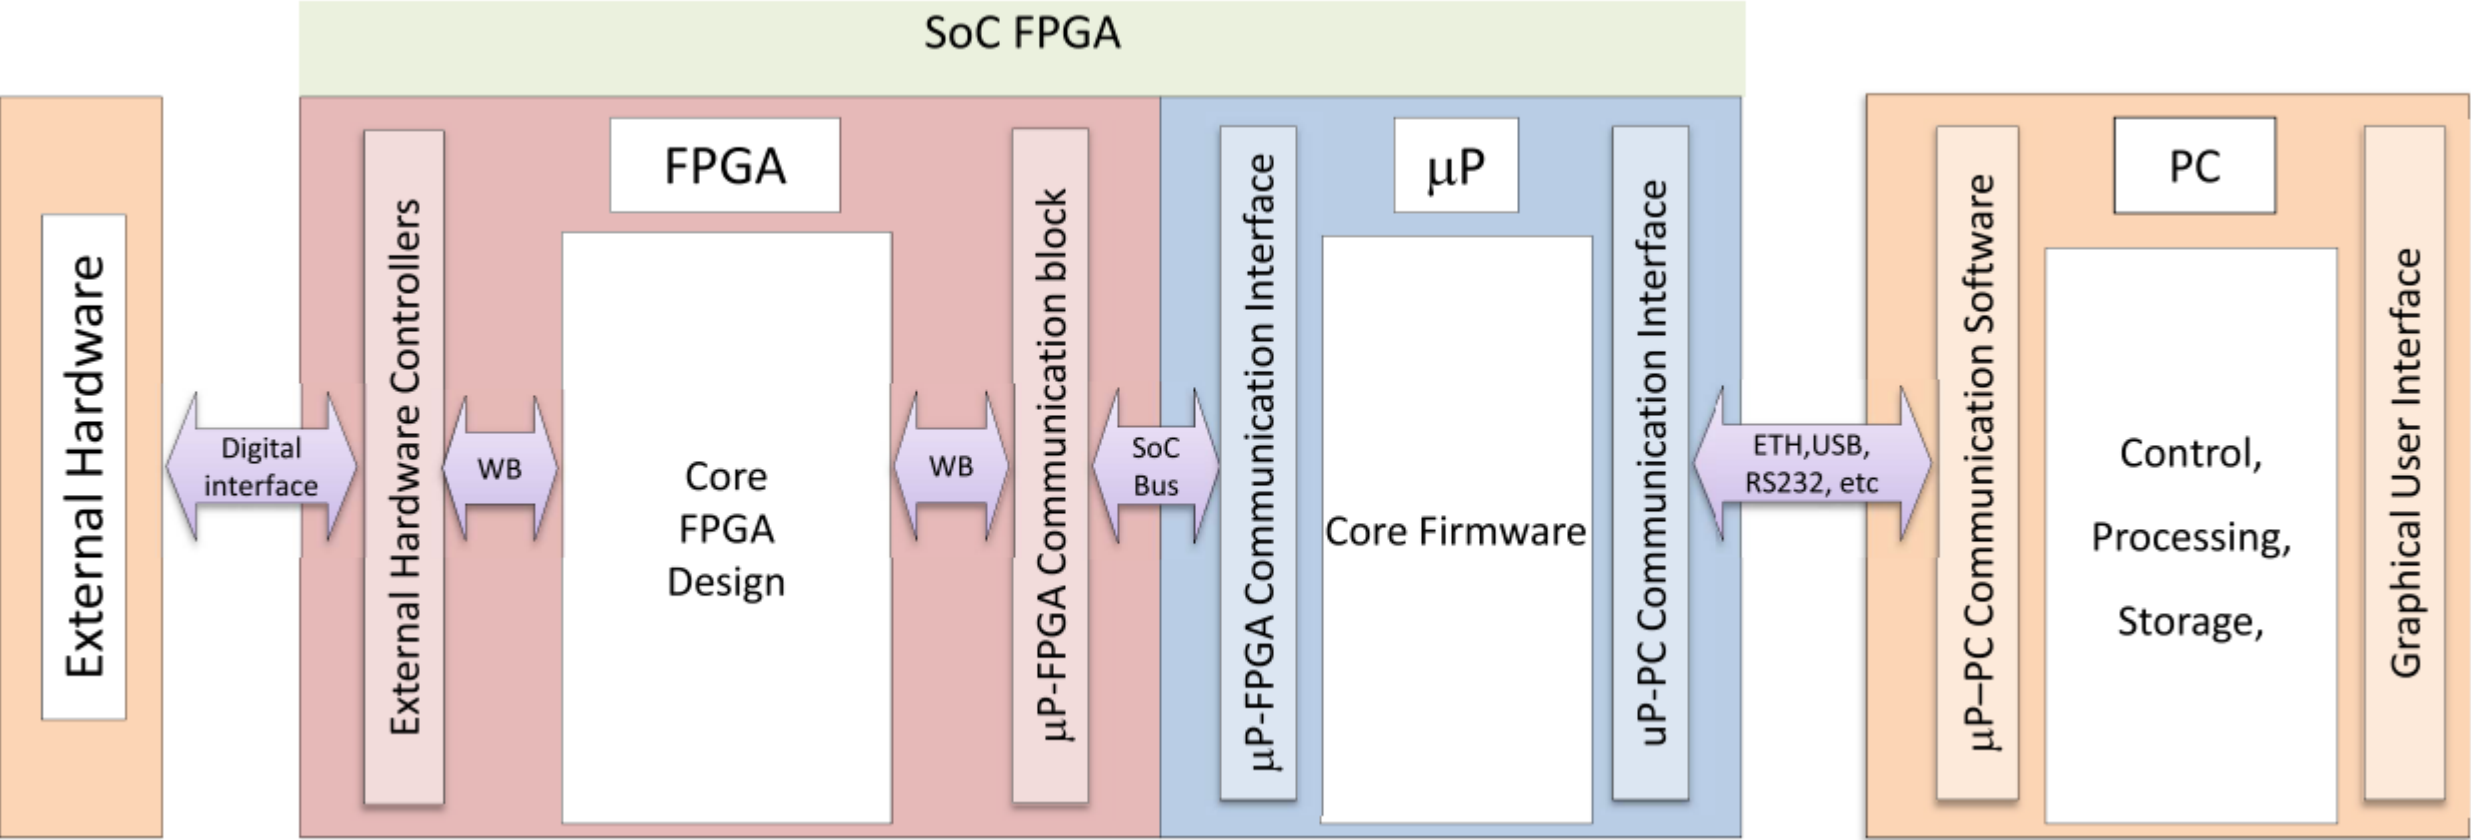 SoC FPGA
External Hardware
Digital
interface
External Hardware Controllers
WB
FPGA
Core
FPGA
Design
WB
µP-FPGA Communication block
SoC
Bus
µP-FPGA Communication Interface
µP
Core Firmware
uP-PC Communication Interface
ETH,USB,
RS232, etc
µP–PC Communication Software
PC
Control,
Processing,
Storage,
Graphical User Interface